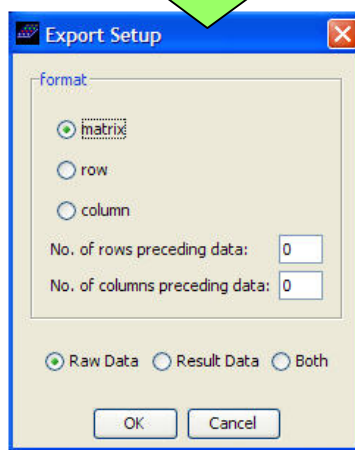 Export Setup
format
matrix
row
column
No. of rows preceding data: 0
No. of columns preceding data: 0
Raw Data Result Data Both
OK Cancel